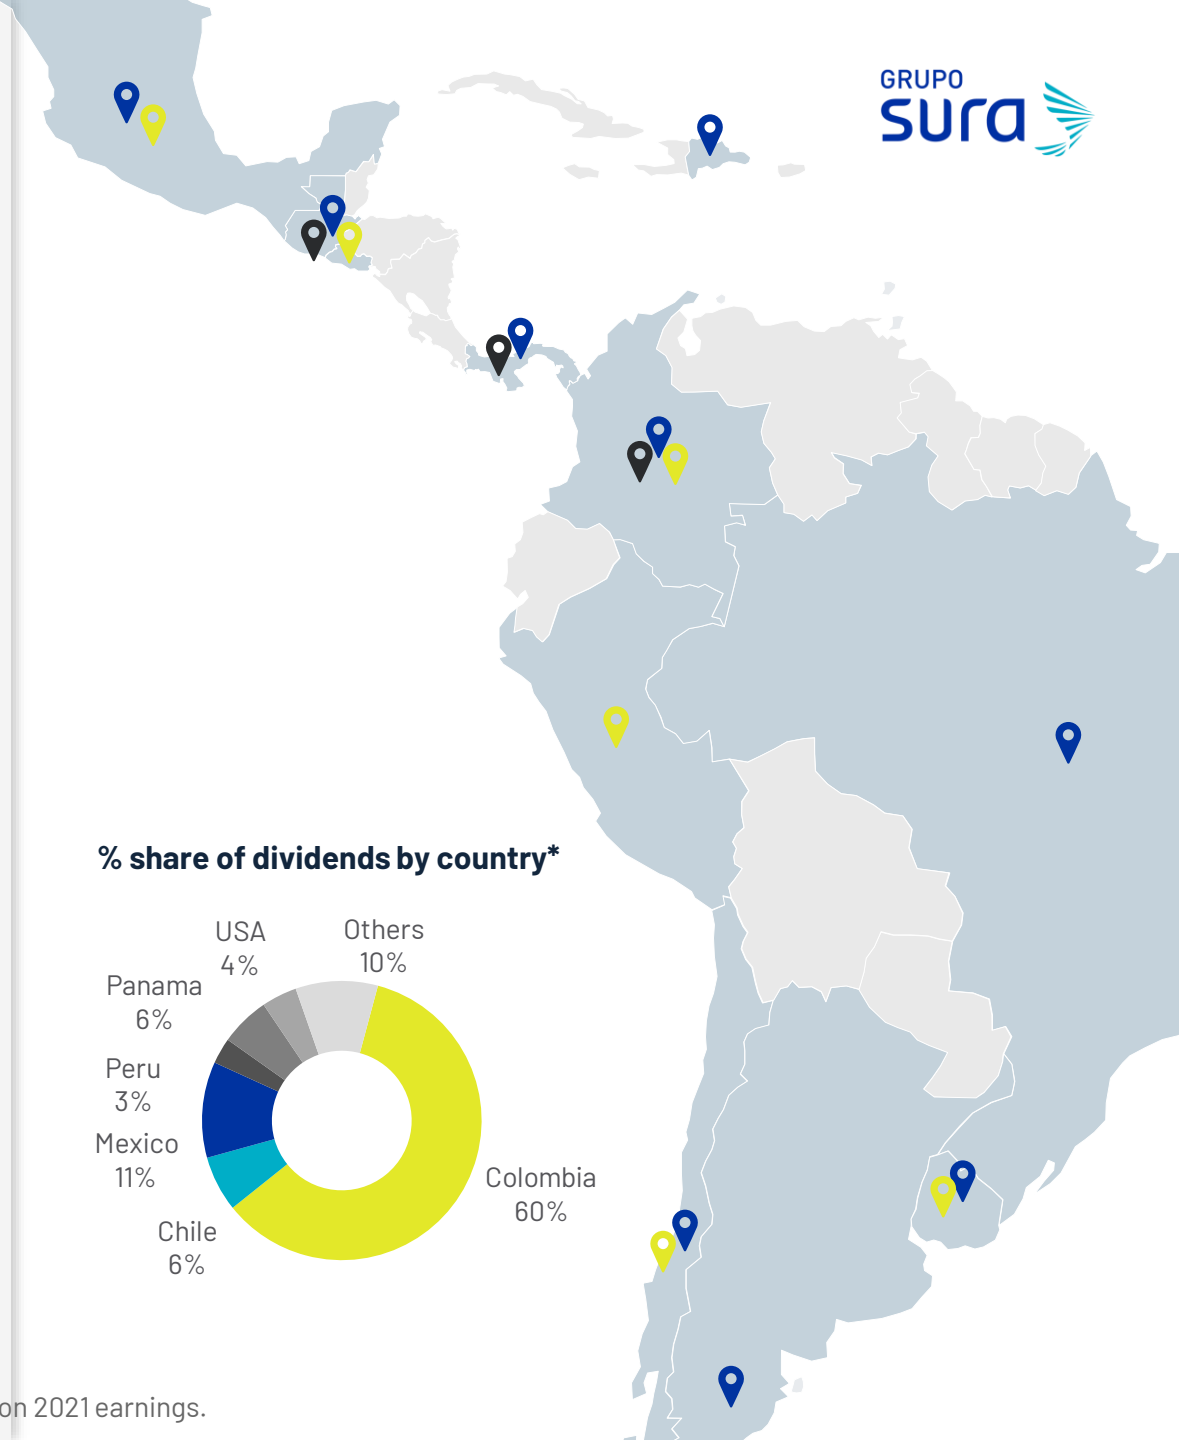 GRUPO
sura
% share of dividends by country*
USA
4%
Others
10%
Panama
6%
Peru
3%
Mexico
11%
Chile
6%
Colombia
60%
on 2021 earnings.